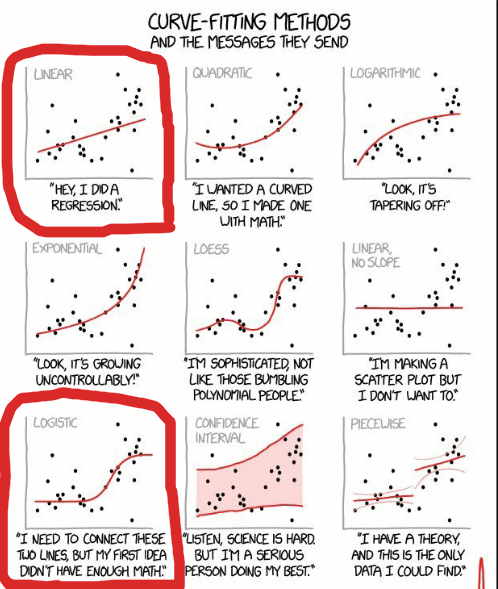 CURVE-FITTING METHODS
AND THE MESSAGES THEY SEND
LINEAR
"HEY, I DID A
REGRESSION."
QUADRATIC
"I WANTED A CURVED
LINE, SO I MADE ONE
WITH MATH."
LOGARITHMIC
"LOOK, IT'S
TAPERING OFF!"
EXPONENTIAL
"LOOK, IT'S GROWING
UNCONTROLLABLY!"
LOESS
"I'M SOPHISTICATED, NOT
LIKE THOSE BUMBLING
POLYNOMIAL PEOPLE."
LINEAR,
NO SLOPE
"I'M MAKING A
SCATTER PLOT BUT
I DON'T WANT TO."
LOGISTIC
"I NEED TO CONNECT THESE
TWO LINES, BUT MY FIRST IDEA
DIDN'T HAVE ENOUGH MATH."
CONFIDENCE
INTERVAL
"LISTEN, SCIENCE IS HARD.
BUT I'M A SERIOUS
PERSON DOING MY BEST."
PIECEWISE
"I HAVE A THEORY,
AND THIS IS THE ONLY
DATA I COULD FIND."